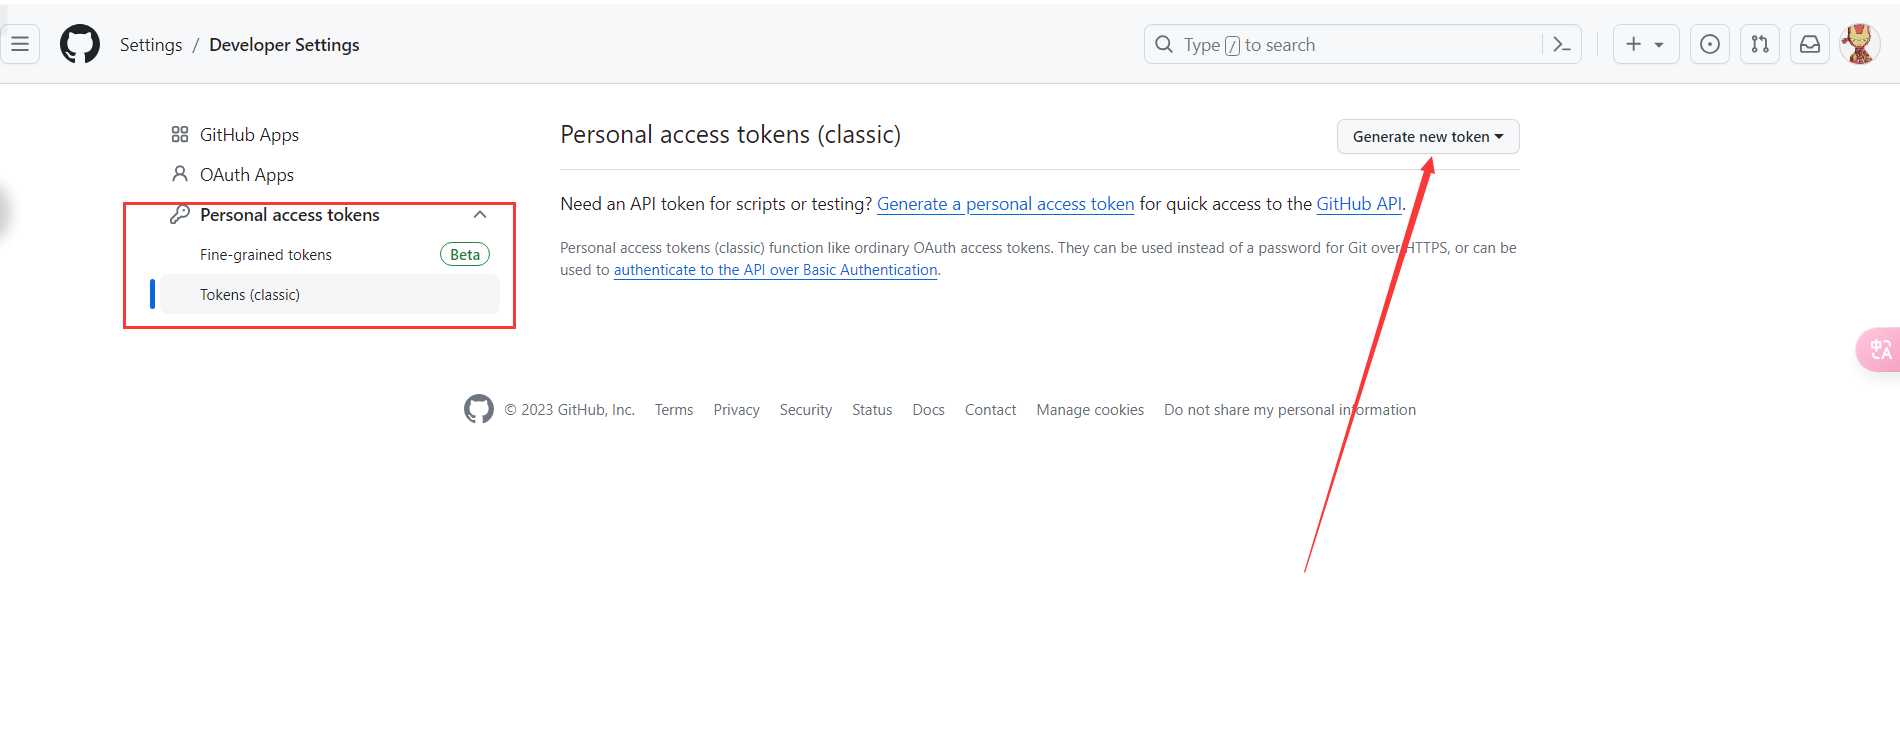 Settings / Developer Settings
Type / to search
GitHub Apps
OAuth Apps
Personal access tokens
Fine-grained tokens Beta
Tokens (classic)
Personal access tokens (classic)
Generate new token
Need an API token for scripts or testing? Generate a personal access token for quick access to the GitHub API.
Personal access tokens (classic) function like ordinary OAuth access tokens. They can be used instead of a password for Git over HTTPS, or can be
used to authenticate to the API over Basic Authentication.
中A
© 2023 GitHub, Inc. Terms Privacy Security Status Docs Contact Manage cookies Do not share my personal information